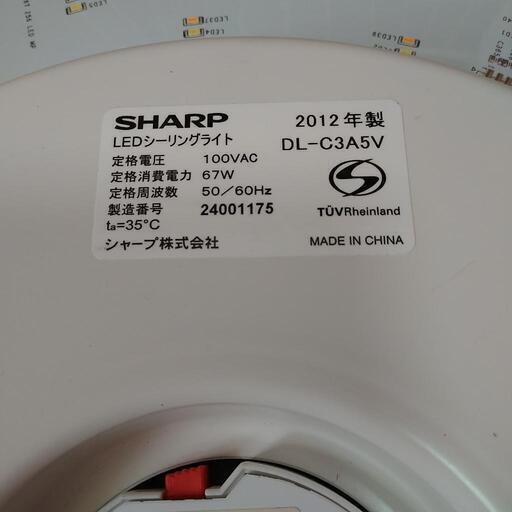 LED37
LED4
LED38
SHARP 2012年製
LEDシーリングライト DL-C3A5V
定格電圧 100VAC
定格消費電力 67W
定格周波数 50/60Hz
製造番号 24001175
ta=35°C
シャープ株式会社
TÜVRheinland
MADE IN CHINA